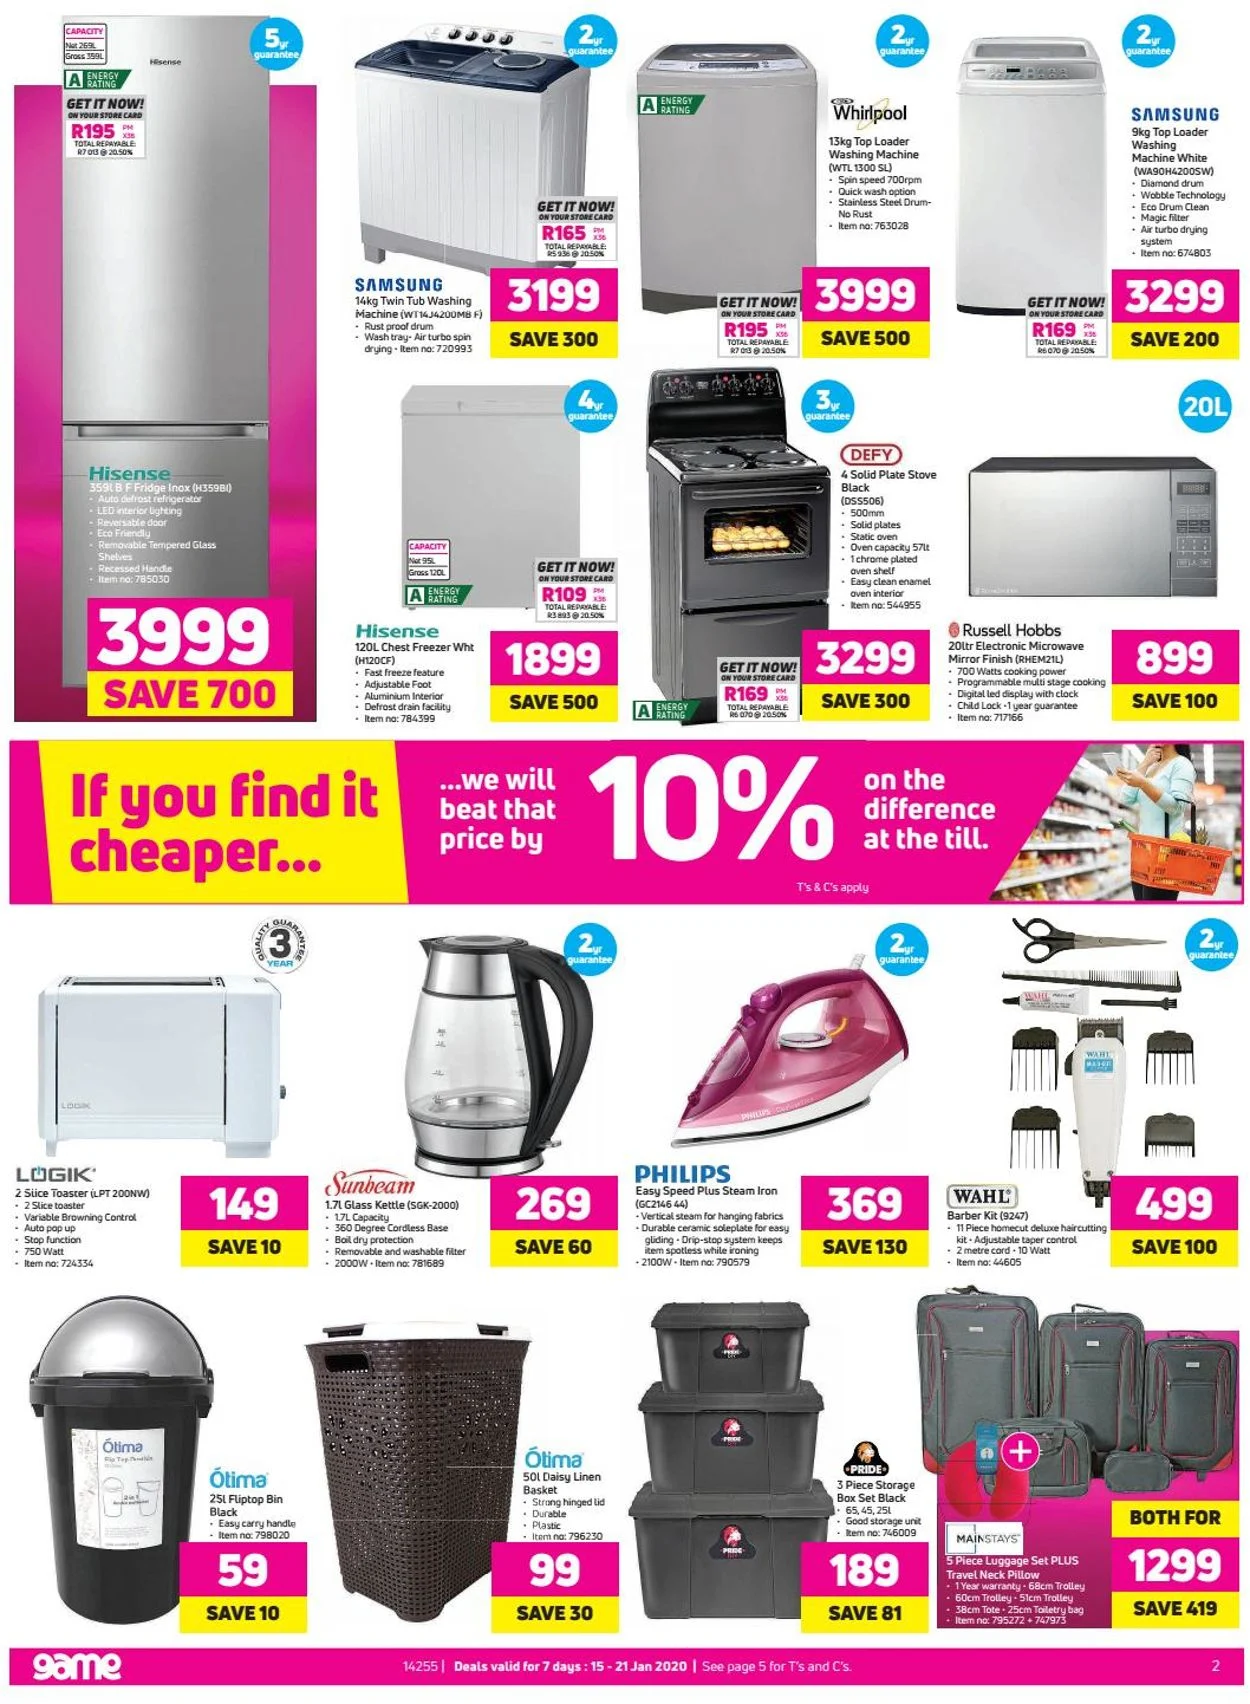 CAPACITY
Net 269L
Gross 359L
A ENERGY RATING
GET IT NOW!
ON YOUR STORE CARD
R195 PM X36
TOTAL REPAYABLE:
R7 013 @ 20.50%
Hisense
5yr guarantee
Hisense
359l B F Fridge Inox (H359BI)
• Auto defrost refrigerator
• LED interior lighting
• Reversable door
• Eco Friendly
• Removable Tempered Glass
Shelves
• Recessed Handle
• Item no: 785030
3999
SAVE 700
2yr guarantee
GET IT NOW!
ON YOUR STORE CARD
R165 PM X36
TOTAL REPAYABLE:
R5 936 @ 20.50%
SAMSUNG
14kg Twin Tub Washing
Machine (WT14J4200MB F)
• Rust proof drum
• Wash tray• Air turbo spin
drying • Item no: 720993
3199
SAVE 300
2yr guarantee
A ENERGY RATING
Whirlpool
13kg Top Loader
Washing Machine
(WTL 1300 SL)
• Spin speed 700rpm
• Quick wash option
• Stainless Steel Drum-
No Rust
• Item no: 763028
GET IT NOW!
ON YOUR STORE CARD
R195 PM X36
TOTAL REPAYABLE:
R7 013 @ 20.50%
3999
SAVE 500
2yr guarantee
SAMSUNG
9kg Top Loader
Washing
Machine White
(WA90H4200SW)
• Diamond drum
• Wobble Technology
• Eco Drum Clean
• Magic filter
• Air turbo drying
system
• Item no: 674803
GET IT NOW!
ON YOUR STORE CARD
R169 PM X36
TOTAL REPAYABLE:
R6 070 @ 20.50%
3299
SAVE 200
4yr guarantee
CAPACITY
Net 95L
Gross 120L
A ENERGY RATING
GET IT NOW!
ON YOUR STORE CARD
R109 PM X36
TOTAL REPAYABLE:
R3 893 @ 20.50%
Hisense
120L Chest Freezer Wht
(H120CF)
• Fast freeze feature
• Adjustable Foot
• Aluminium Interior
• Defrost drain facility
• Item no: 784399
1899
SAVE 500
3yr guarantee
DEFY
4 Solid Plate Stove
Black
(DSS506)
• 500mm
• Solid plates
• Static oven
• Oven capacity 57lt
• 1 chrome plated
oven shelf
• Easy clean enamel
oven interior
• Item no: 544955
A ENERGY RATING
GET IT NOW!
ON YOUR STORE CARD
R169 PM X36
TOTAL REPAYABLE:
R6 070 @ 20.50%
3299
SAVE 300
20L
Russell Hobbs
20ltr Electronic Microwave
Mirror Finish (RHEM21L)
• 700 Watts cooking power
• Programmable multi stage cooking
• Digital led display with clock
• Child Lock •1 year guarantee
• Item no: 717166
899
SAVE 100
If you find it
cheaper...
...we will
beat that
price by
10%
on the
difference
at the till.
T's & C's apply
QUALITY GUARANTEE
3
YEAR
LOGIK
LOGIK
2 Slice Toaster (LPT 200NW)
• 2 Slice toaster
• Variable Browning Control
• Auto pop up
• Stop function
• 750 Watt
• Item no: 724334
149
SAVE 10
2yr guarantee
Sunbeam
1.7l Glass Kettle (SGK-2000)
• 1.7L Capacity
• 360 Degree Cordless Base
• Boil dry protection
• Removable and washable filter
• 2000W • Item no: 781689
269
SAVE 60
2yr guarantee
PHILIPS
PHILIPS
Easy Speed Plus Steam Iron
(GC2146 44)
• Vertical steam for hanging fabrics
• Durable ceramic soleplate for easy
gliding • Drip-stop system keeps
item spotless while ironing
• 2100W • Item no: 790579
369
SAVE 130
2yr guarantee
WAHL
WAHL
WAHL
Barber Kit (9247)
• 11 Piece homecut deluxe haircutting
kit • Adjustable taper control
• 2 metre cord • 10 Watt
• Item no: 44605
499
SAVE 100
Ôtima
Flip Top Dustbin
2 in 1
Ôtima
25l Fliptop Bin
Black
• Easy carry handle
• Item no: 798020
59
SAVE 10
Ôtima
50l Daisy Linen
Basket
• Strong hinged lid
• Durable
• Plastic
• Item no: 796230
99
SAVE 30
PRIDE
PRIDE
PRIDE
PRIDE
3 Piece Storage
Box Set Black
• 65, 45, 25l
• Good storage unit
• Item no: 746009
189
SAVE 81
+
MAINSTAYS
5 Piece Luggage Set PLUS
Travel Neck Pillow
• 1 Year warranty • 68cm Trolley
• 60cm Trolley • 51cm Trolley
• 38cm Tote • 25cm Toiletry bag
• Item no: 795272 + 747973
BOTH FOR
1299
SAVE 419
game
14255 | Deals valid for 7 days : 15 - 21 Jan 2020 | See page 5 for T's and C's.
2